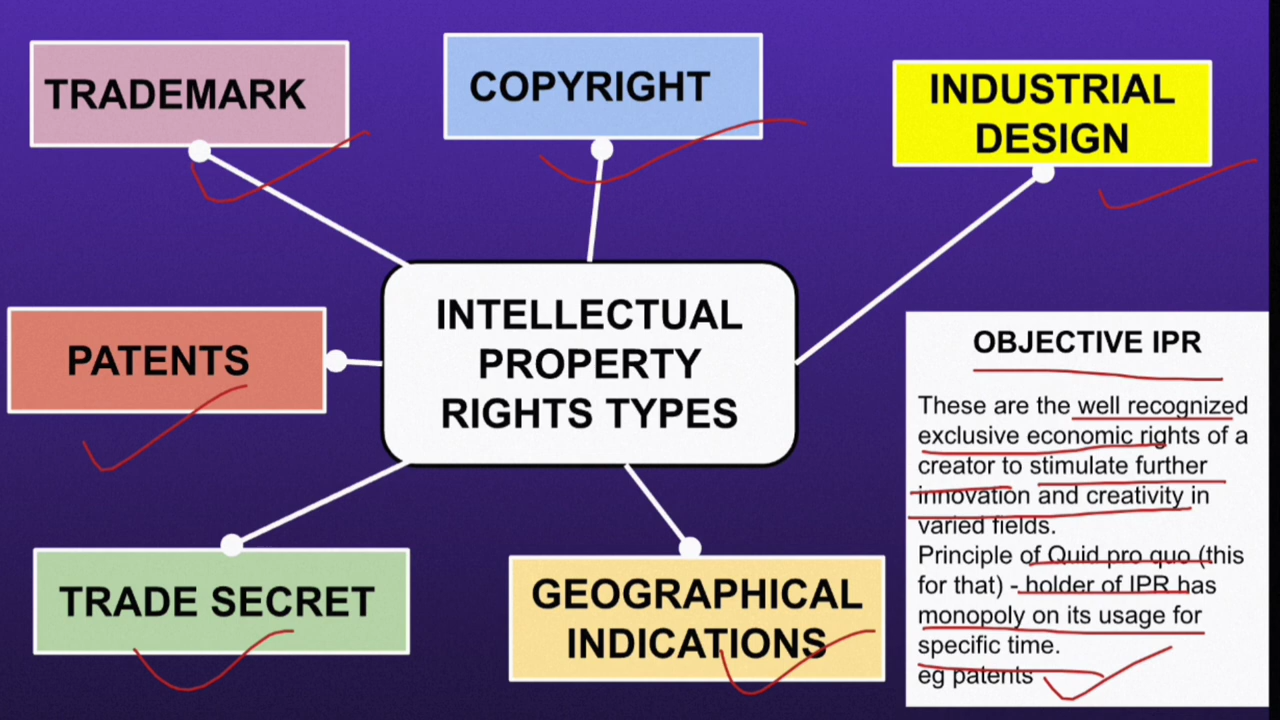 TRADEMARK
COPYRIGHT
INDUSTRIAL
DESIGN
INTELLECTUAL
PROPERTY
RIGHTS TYPES
PATENTS
TRADE SECRET
GEOGRAPHICAL
INDICATIONS
OBJECTIVE IPR
These are the well recognized
exclusive economic rights of a
creator to stimulate further
innovation and creativity in
varied fields.
Principle of Quid pro quo (this
for that) - holder of IPR has
monopoly on its usage for
specific time.
eg patents